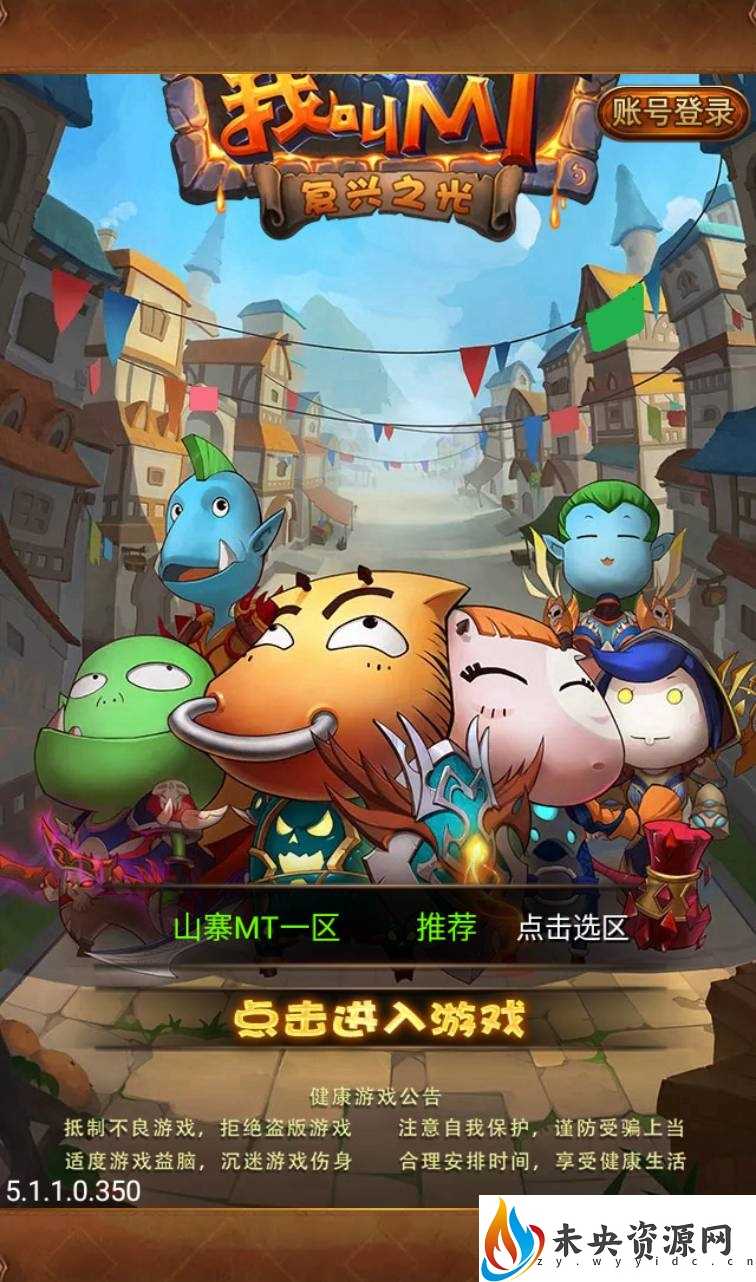 我叫MT
账号登录
复兴之光
山寨MT一区 推荐 点击选区
点击进入游戏
健康游戏公告
抵制不良游戏，拒绝盗版游戏 注意自我保护，谨防受骗上当
适度游戏益脑，沉迷游戏伤身 合理安排时间，享受健康生活
5.1.1.0.350
未央资源网
zy.wyyidc.cn